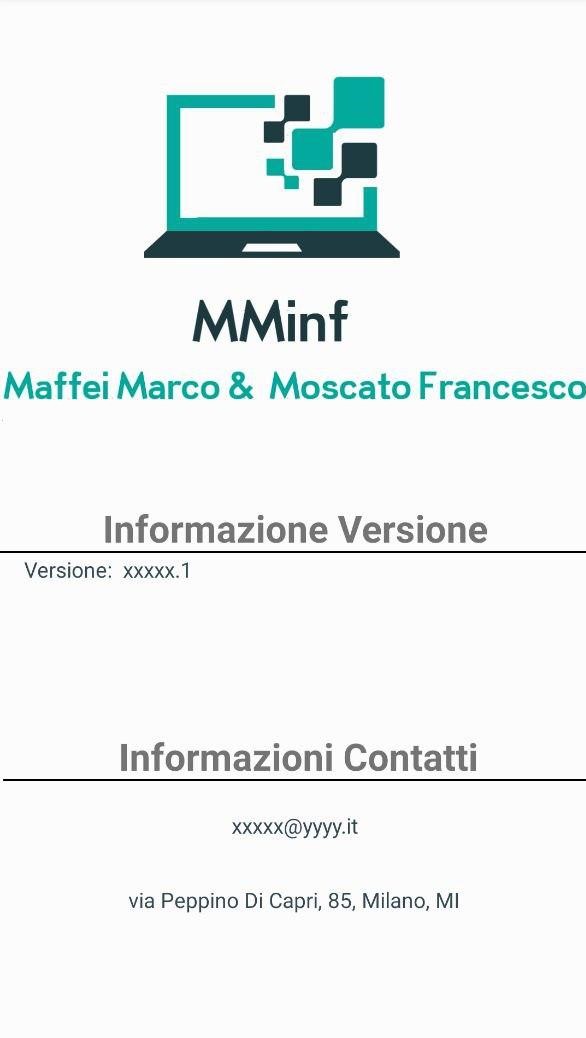 MMinf
Maffei Marco & Moscato Francesco
Informazione Versione
Versione: xxxxx.1
Informazioni Contatti
xxxxx@yyyy.it
via Peppino Di Capri, 85, Milano, MI